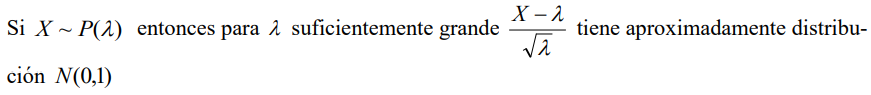 Si X ~ P(λ) entonces para λ suficientemente grande (X − λ)/√λ tiene aproximadamente distribu-
ción N(0,1)